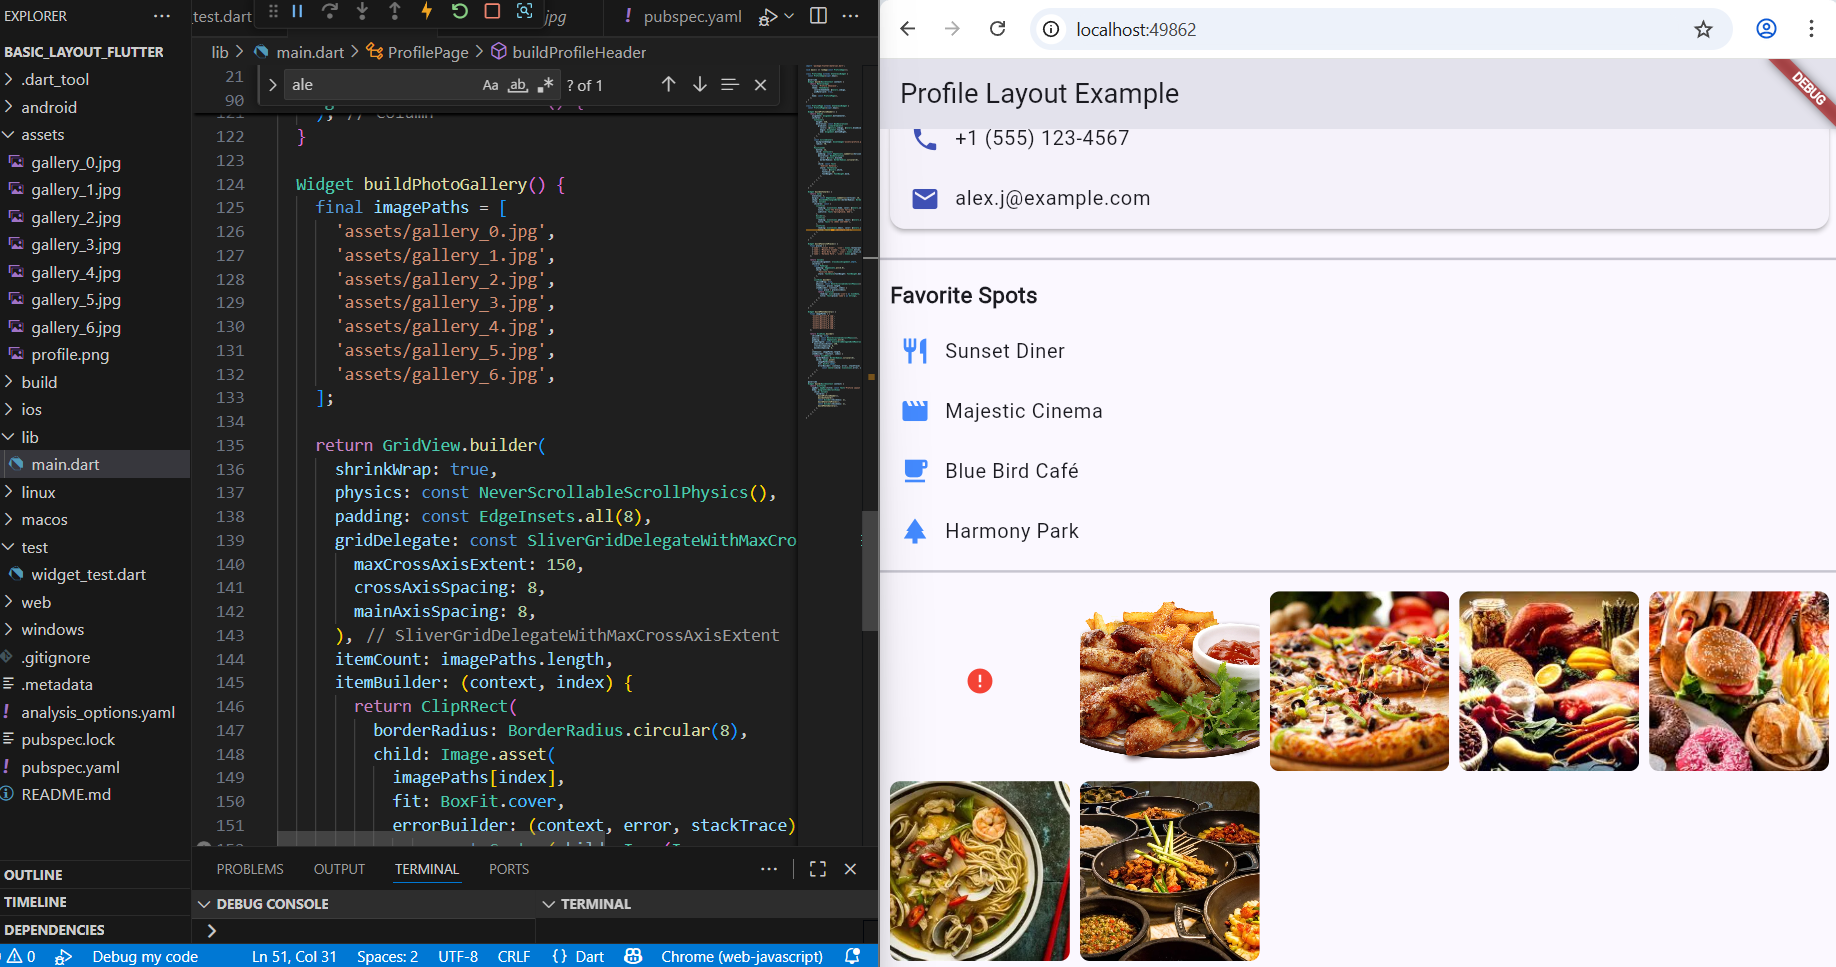 EXPLORER
BASIC_LAYOUT_FLUTTER
.dart_tool
android
assets
gallery_0.jpg
gallery_1.jpg
gallery_2.jpg
gallery_3.jpg
gallery_4.jpg
gallery_5.jpg
gallery_6.jpg
profile.png
build
ios
lib
main.dart
linux
macos
test
widget_test.dart
web
windows
.gitignore
.metadata
analysis_options.yaml
pubspec.lock
pubspec.yaml
README.md
OUTLINE
TIMELINE
DEPENDENCIES
_test.dart
jpg
! pubspec.yaml
lib > main.dart > ProfilePage > buildProfileHeader
ale Aa ab ? of 1
21
90 () {
121 ), // Column
122 }
123
124 Widget buildPhotoGallery() {
125 final imagePaths = [
126 'assets/gallery_0.jpg',
127 'assets/gallery_1.jpg',
128 'assets/gallery_2.jpg',
129 'assets/gallery_3.jpg',
130 'assets/gallery_4.jpg',
131 'assets/gallery_5.jpg',
132 'assets/gallery_6.jpg',
133 ];
134
135 return GridView.builder(
136 shrinkWrap: true,
137 physics: const NeverScrollableScrollPhysics(),
138 padding: const EdgeInsets.all(8),
139 gridDelegate: const SliverGridDelegateWithMaxCro
140 maxCrossAxisExtent: 150,
141 crossAxisSpacing: 8,
142 mainAxisSpacing: 8,
143 ), // SliverGridDelegateWithMaxCrossAxisExtent
144 itemCount: imagePaths.length,
145 itemBuilder: (context, index) {
146 return ClipRRect(
147 borderRadius: BorderRadius.circular(8),
148 child: Image.asset(
149 imagePaths[index],
150 fit: BoxFit.cover,
151 errorBuilder: (context, error, stackTrace)
PROBLEMS OUTPUT TERMINAL PORTS
DEBUG CONSOLE
TERMINAL
0 Debug my code Ln 51, Col 31 Spaces: 2 UTF-8 CRLF {} Dart Chrome (web-javascript)
localhost:49862
Profile Layout Example
DEBUG
+1 (555) 123-4567
alex.j@example.com
Favorite Spots
Sunset Diner
Majestic Cinema
Blue Bird Café
Harmony Park